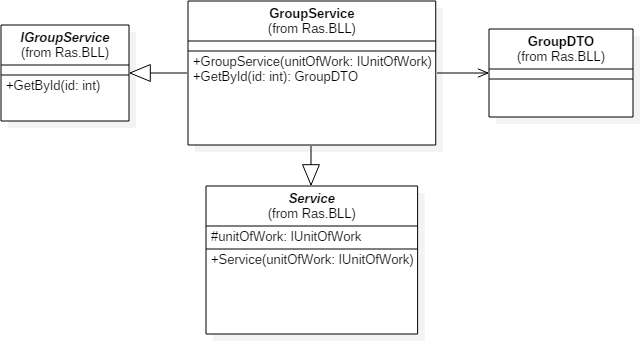 IGroupService
(from Ras.BLL)
+GetById(id: int)
GroupService
(from Ras.BLL)
+GroupService(unitOfWork: IUnitOfWork)
+GetById(id: int): GroupDTO
GroupDTO
(from Ras.BLL)
Service
(from Ras.BLL)
#unitOfWork: IUnitOfWork
+Service(unitOfWork: IUnitOfWork)